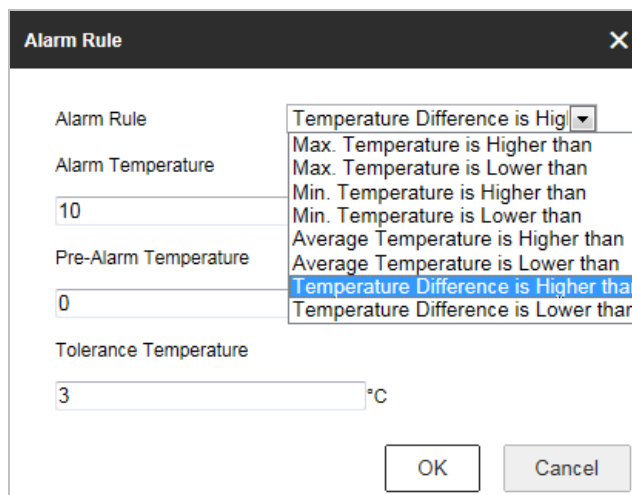 Alarm Rule
Alarm Rule
Temperature Difference is Hig
Max. Temperature is Higher than
Max. Temperature is Lower than
Alarm Temperature
Min. Temperature is Higher than
10
Min. Temperature is Lower than
Average Temperature is Higher than
Pre-Alarm Temperature
Average Temperature is Lower than
Temperature Difference is Higher than
0
Temperature Difference is Lower than
Tolerance Temperature
3 °C
OK Cancel